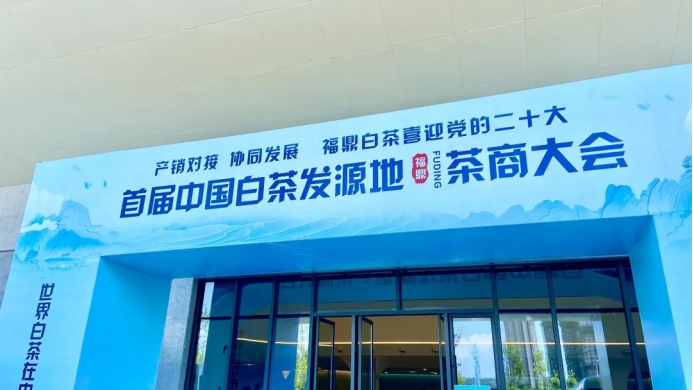 产销对接 协同发展 福鼎白茶喜迎党的二十大
首届中国白茶发源地 福鼎 FUDING 茶商大会
世界白茶在中